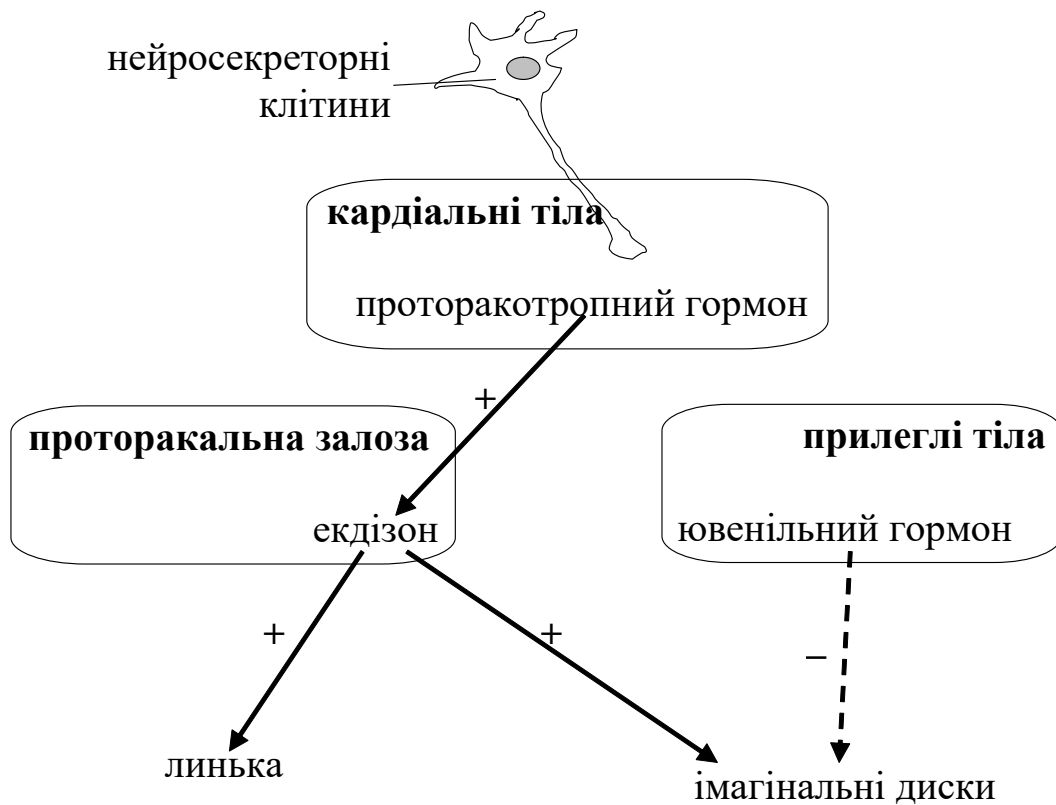 нейросекреторні
клітини
кардіальні тіла
проторакотропний гормон
+
проторакальна залоза
прилеглі тіла
екдізон
ювенільний гормон
+
+
–
линька
імагінальні диски